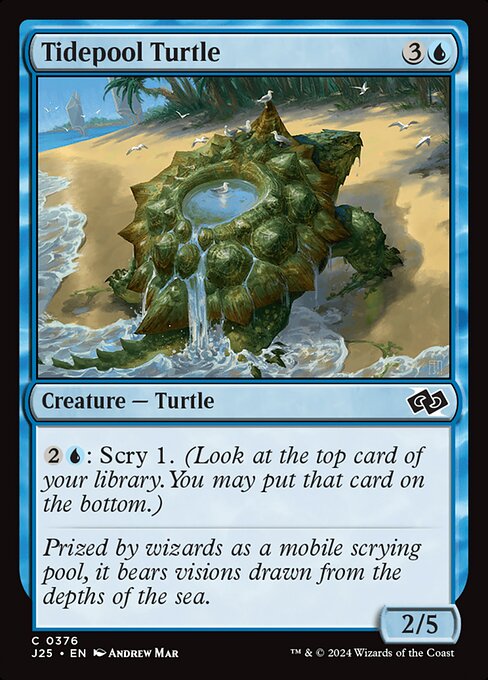 Tidepool Turtle 3
Creature — Turtle
2: Scry 1. (Look at the top card of
your library. You may put that card on
the bottom.)
Prized by wizards as a mobile scrying
pool, it bears visions drawn from the
depths of the sea.
2/5
C 0376
J25 • EN Andrew Mar
™ & © 2024 Wizards of the Coast